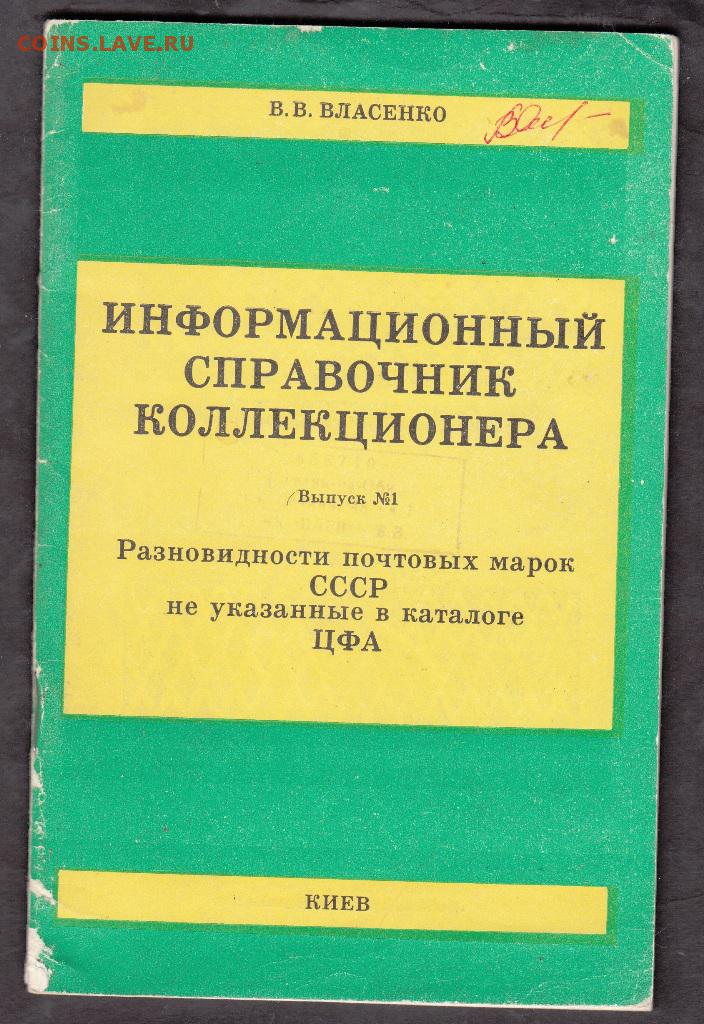 COINS.LAVE.RU
В.В. ВЛАСЕНКО
ИНФОРМАЦИОННЫЙ
СПРАВОЧНИК
КОЛЛЕКЦИОНЕРА
Выпуск №1
Разновидности почтовых марок
СССР
не указанные в каталоге
ЦФА
КИЕВ